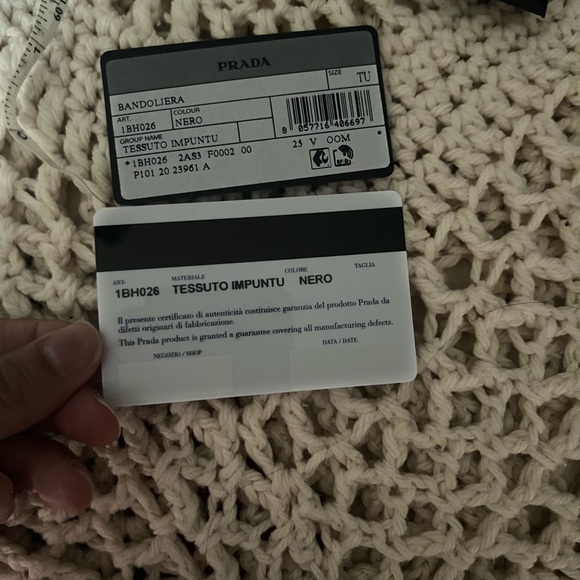 PRADA
SIZE
BANDOLIERA TU
ART. COLOUR
1BH026 NERO
GROUP NAME
TESSUTO IMPUNTU
8 057716 406697
*1BH026 2AS3 F0002 00 25 V OOM *
P101 20 23961 A
ART. MATERIALE COLORE TAGLIA
1BH026 TESSUTO IMPUNTU NERO
Il presente certificato di autenticità costituisce garanzia del prodotto Prada da
difetti originari di fabbricazione.
This Prada product is granted a guarantee covering all manufacturing defects.
NEGOZIO / SHOP DATA / DATE